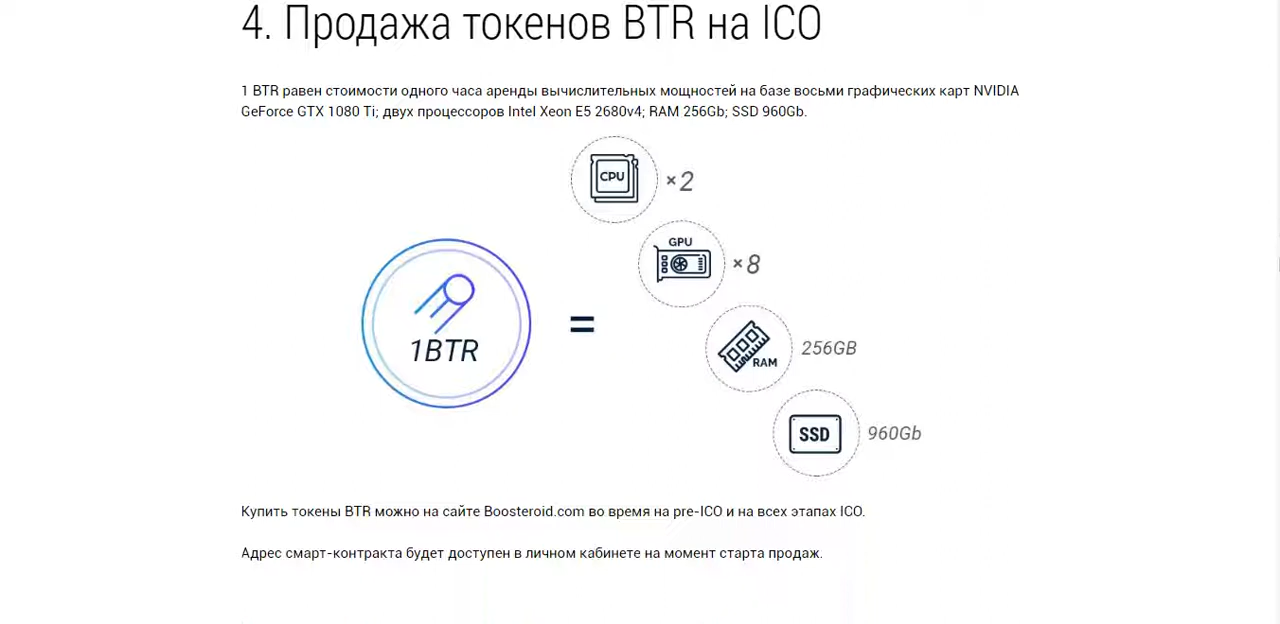 4. Продажа токенов BTR на ICO
1 BTR равен стоимости одного часа аренды вычислительных мощностей на базе восьми графических карт NVIDIA
GeForce GTX 1080 Ti; двух процессоров Intel Xeon E5 2680v4; RAM 256Gb; SSD 960Gb.
CPU
×2
GPU
×8
1BTR
=
RAM
256GB
SSD
960Gb
Купить токены BTR можно на сайте Boosteroid.com во время на pre-ICO и на всех этапах ICO.
Адрес смарт-контракта будет доступен в личном кабинете на момент старта продаж.